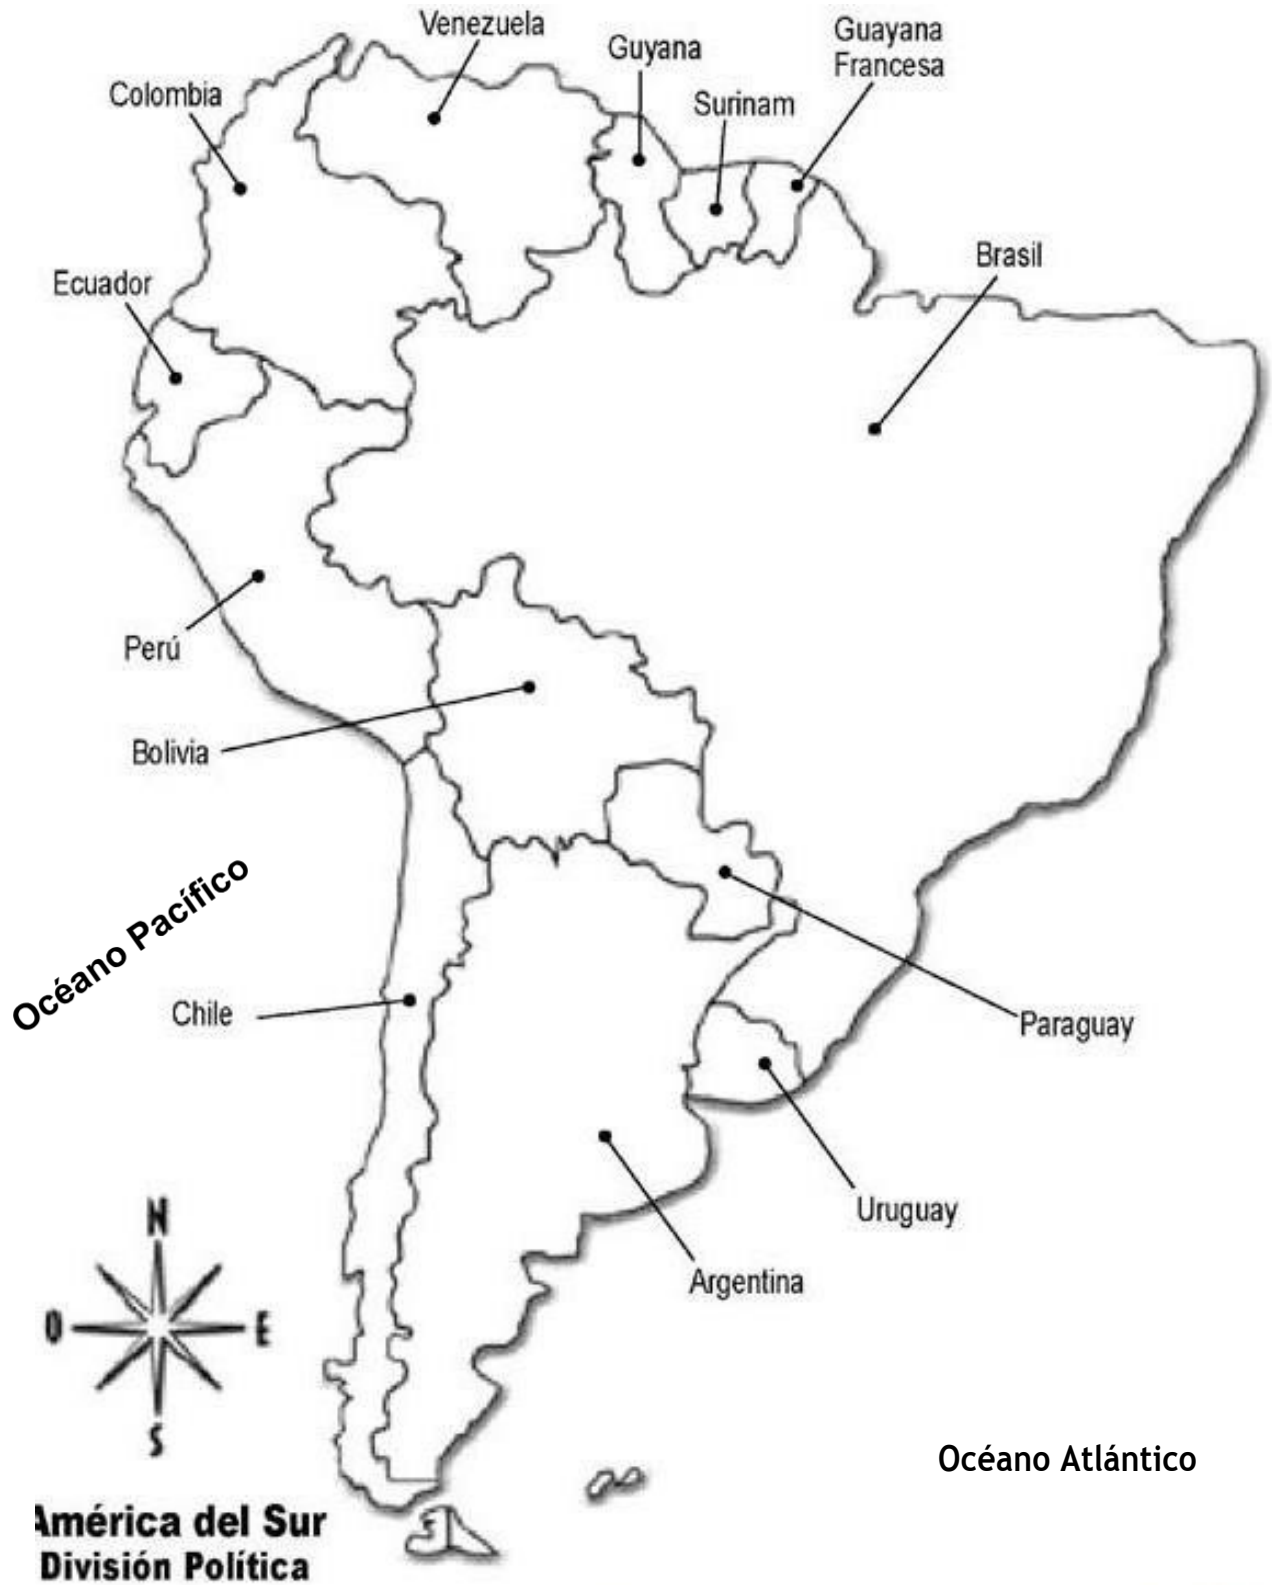 Venezuela
Guayana
Francesa
Guyana
Colombia
Surinam
Brasil
Ecuador
Perú
Bolivia
Océano Pacífico
Chile
Paraguay
Uruguay
Argentina
N
O
E
S
Océano Atlántico
América del Sur
División Política